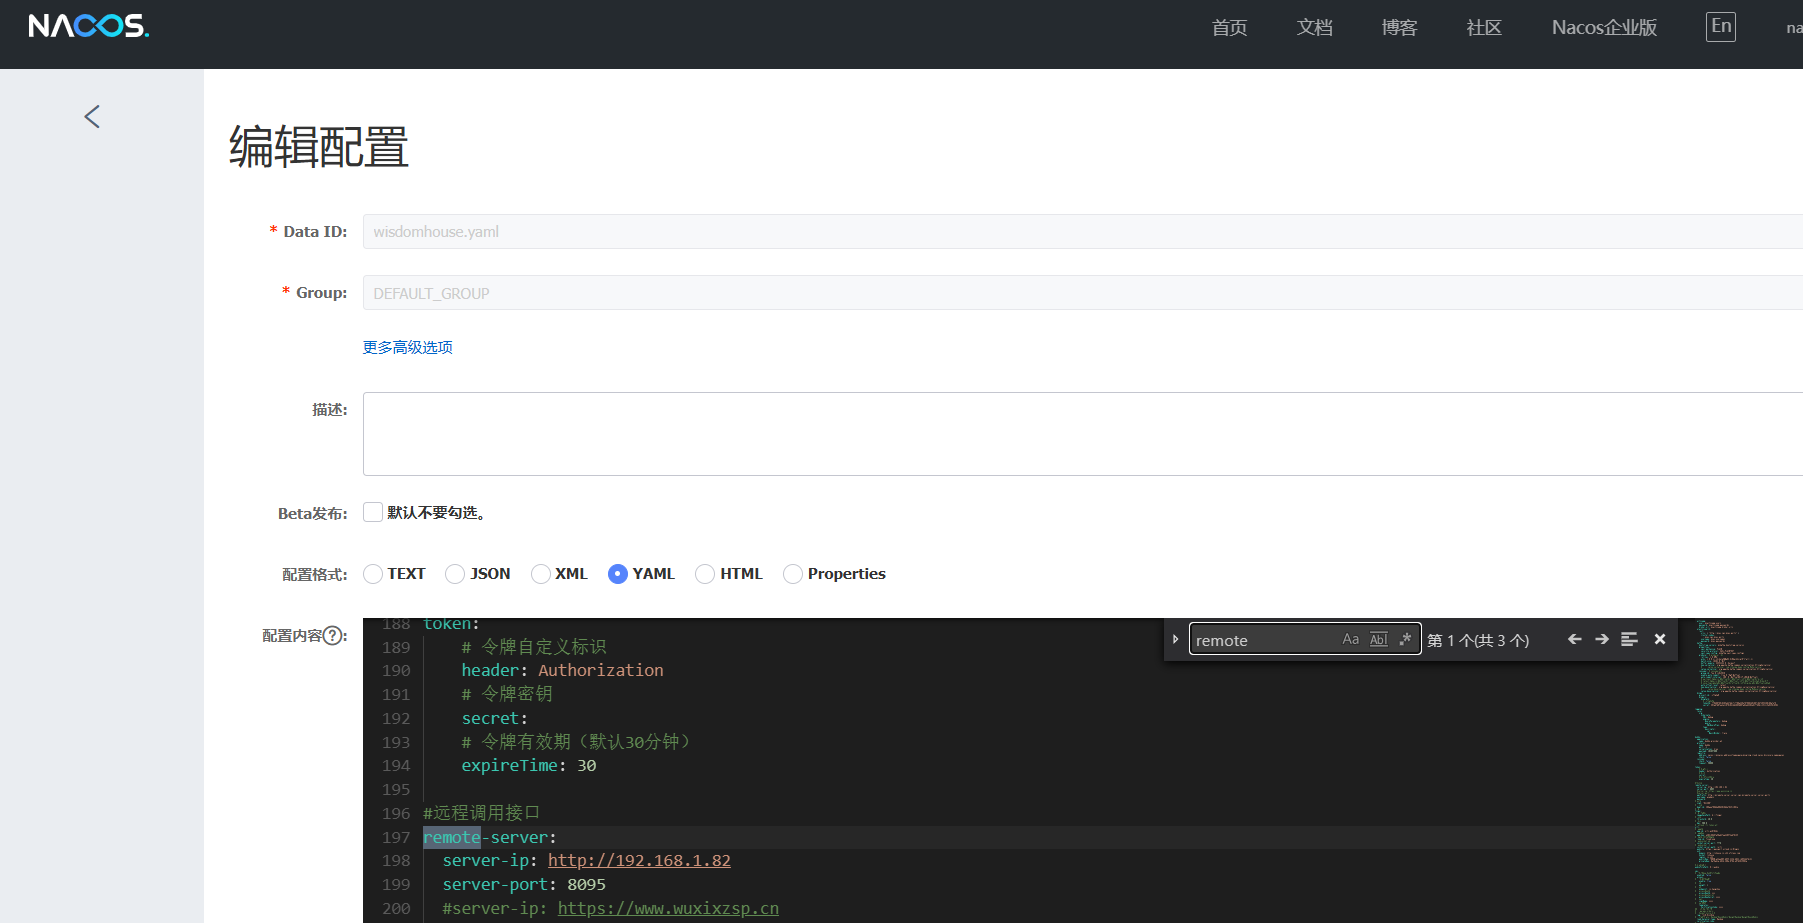 NACOS.
首页 文档 博客 社区 Nacos企业版 En na
编辑配置
* Data ID: wisdomhouse.yaml
* Group: DEFAULT_GROUP
更多高级选项
描述:
Beta发布: 默认不要勾选。
配置格式: TEXT JSON XML YAML HTML Properties
配置内容?:
remote Aa Abl .* 第 1 个(共 3 个)
188 token:
189 # 令牌自定义标识
190 header: Authorization
191 # 令牌密钥
192 secret:
193 # 令牌有效期（默认30分钟）
194 expireTime: 30
195
196 #远程调用接口
197 remote-server:
198 server-ip: http://192.168.1.82
199 server-port: 8095
200 #server-ip: https://www.wuxixzsp.cn